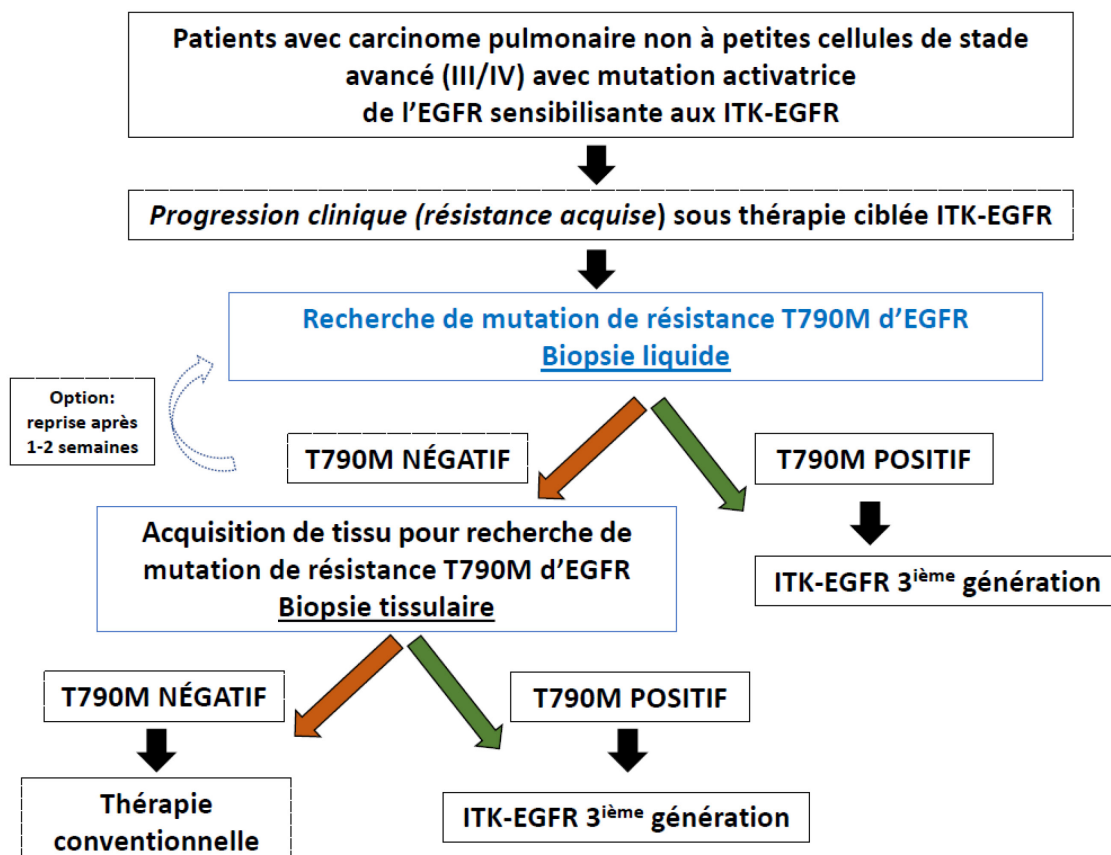 Patients avec carcinome pulmonaire non à petites cellules de stade
avancé (III/IV) avec mutation activatrice
de l'EGFR sensibilisante aux ITK-EGFR
Progression clinique (résistance acquise) sous thérapie ciblée ITK-EGFR
Recherche de mutation de résistance T790M d'EGFR
Biopsie liquide
Option:
reprise après
1-2 semaines
T790M NÉGATIF
T790M POSITIF
Acquisition de tissu pour recherche de
mutation de résistance T790M d'EGFR
Biopsie tissulaire
ITK-EGFR 3ième génération
T790M NÉGATIF
T790M POSITIF
Thérapie
conventionnelle
ITK-EGFR 3ième génération